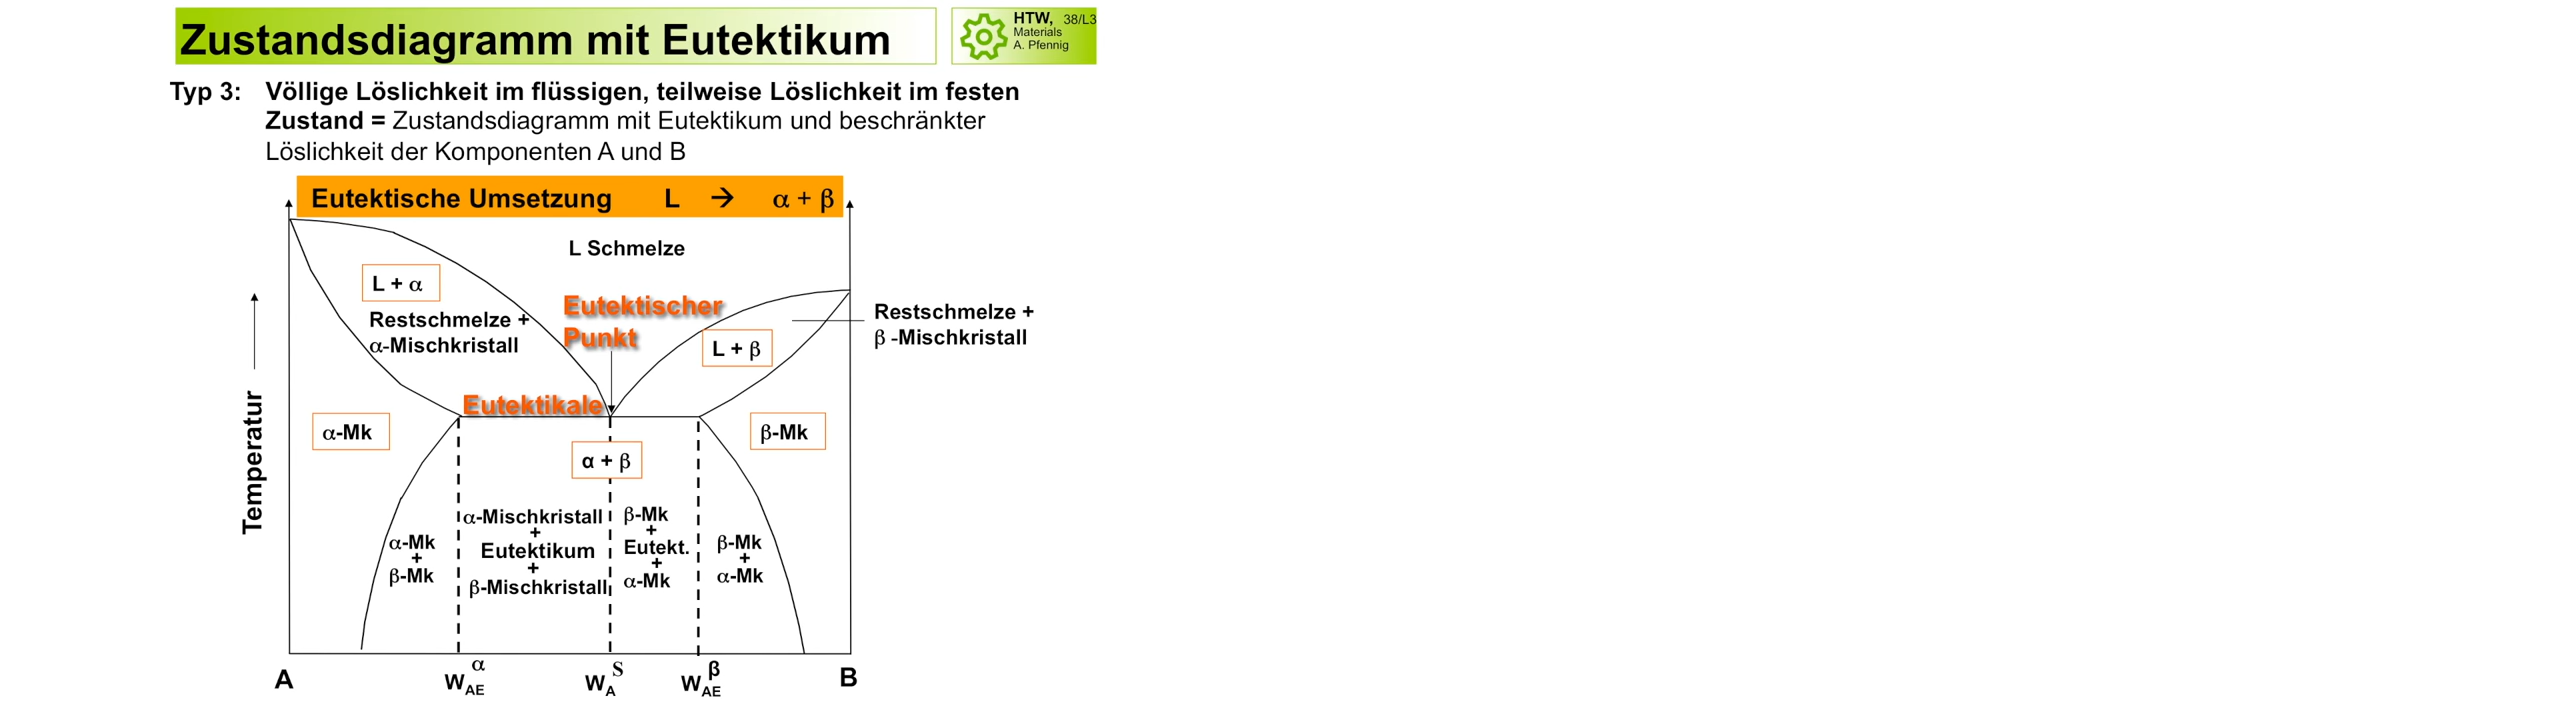 Zustandsdiagramm mit Eutektikum
HTW, 38/L3
Materials
A. Pfennig
Typ 3: Völlige Löslichkeit im flüssigen, teilweise Löslichkeit im festen
Zustand = Zustandsdiagramm mit Eutektikum und beschränkter
Löslichkeit der Komponenten A und B
Eutektische Umsetzung L → α + β
L Schmelze
L + α
Restschmelze +
α-Mischkristall
Eutektischer
Punkt
L + β
Restschmelze +
β -Mischkristall
Temperatur
Eutektikale
α-Mk
α + β
β-Mk
α-Mk
+
β-Mk
α-Mischkristall
+
Eutektikum
+
β-Mischkristall
β-Mk
+
Eutekt.
+
α-Mk
β-Mk
+
α-Mk
A
w AE α
w A S
w AE β
B